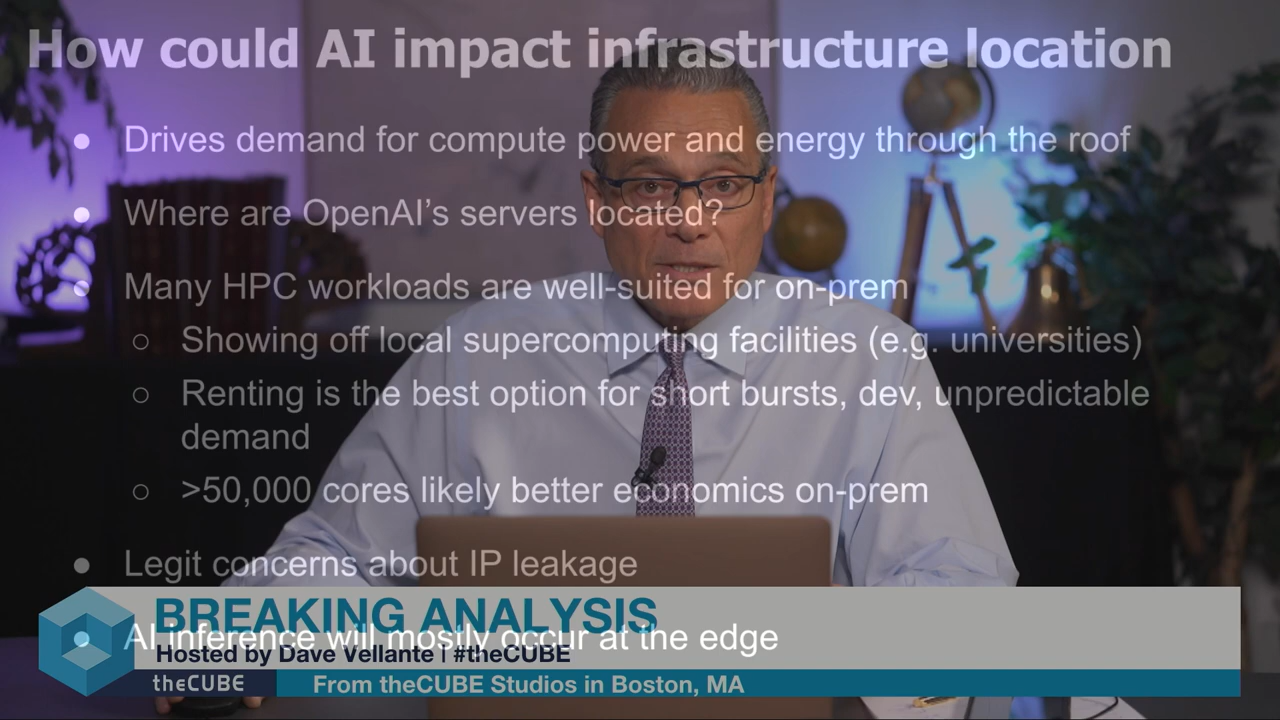 How could AI impact infrastructure location
● Drives demand for compute power and energy through the roof
● Where are OpenAI's servers located?
● Many HPC workloads are well-suited for on-prem
○ Showing off local supercomputing facilities (e.g. universities)
○ Renting is the best option for short bursts, dev, unpredictable
demand
○ >50,000 cores likely better economics on-prem
● Legit concerns about IP leakage
BREAKING ANALYSIS
● AI inference will mostly occur at the edge
Hosted by Dave Vellante | #theCUBE
theCUBE
From theCUBE Studios in Boston, MA